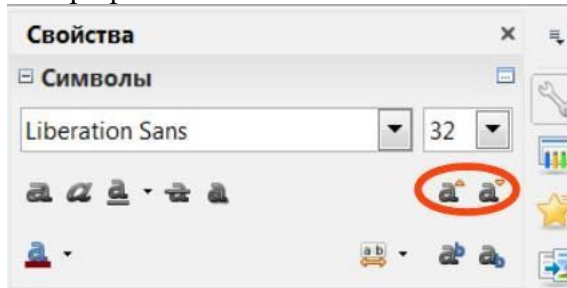 Свойства
Символы
Liberation Sans 32
a a a a a a a
a a b a b a b